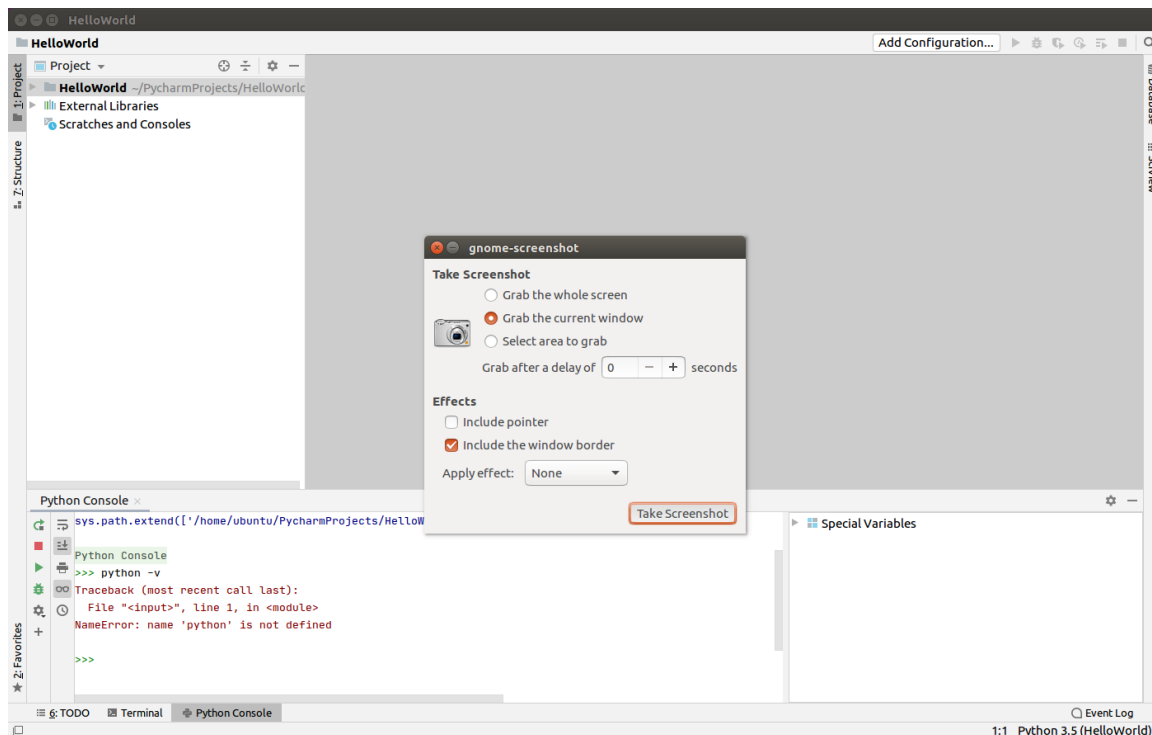 HelloWorld
HelloWorld
Add Configuration...
1: Project
Project
HelloWorld ~/PycharmProjects/HelloWorld
External Libraries
Scratches and Consoles
Z: Structure
Database
SciView
gnome-screenshot
Take Screenshot
Grab the whole screen
Grab the current window
Select area to grab
Grab after a delay of 0 − + seconds
Effects
Include pointer
Include the window border
Apply effect: None
Take Screenshot
Python Console
sys.path.extend(['/home/ubuntu/PycharmProjects/HelloW
Python Console
>>> python -v
Traceback (most recent call last):
File "<input>", line 1, in <module>
NameError: name 'python' is not defined
>>>
Special Variables
2: Favorites
6: TODO
Terminal
Python Console
Event Log
1:1 Python 3.5 (HelloWorld)